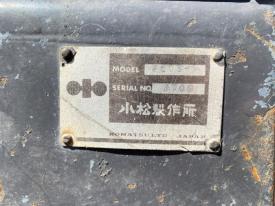 MODEL
SERIAL NO.
小松製作所
KOMATSU LTD. JAPAN